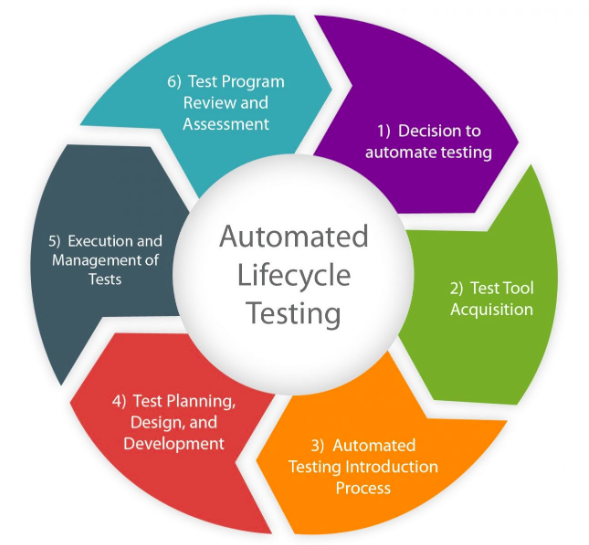 Automated
Lifecycle
Testing
1) Decision to
automate testing
2) Test Tool
Acquisition
3) Automated
Testing Introduction
Process
4) Test Planning,
Design, and
Development
5) Execution and
Management of
Tests
6) Test Program
Review and
Assessment